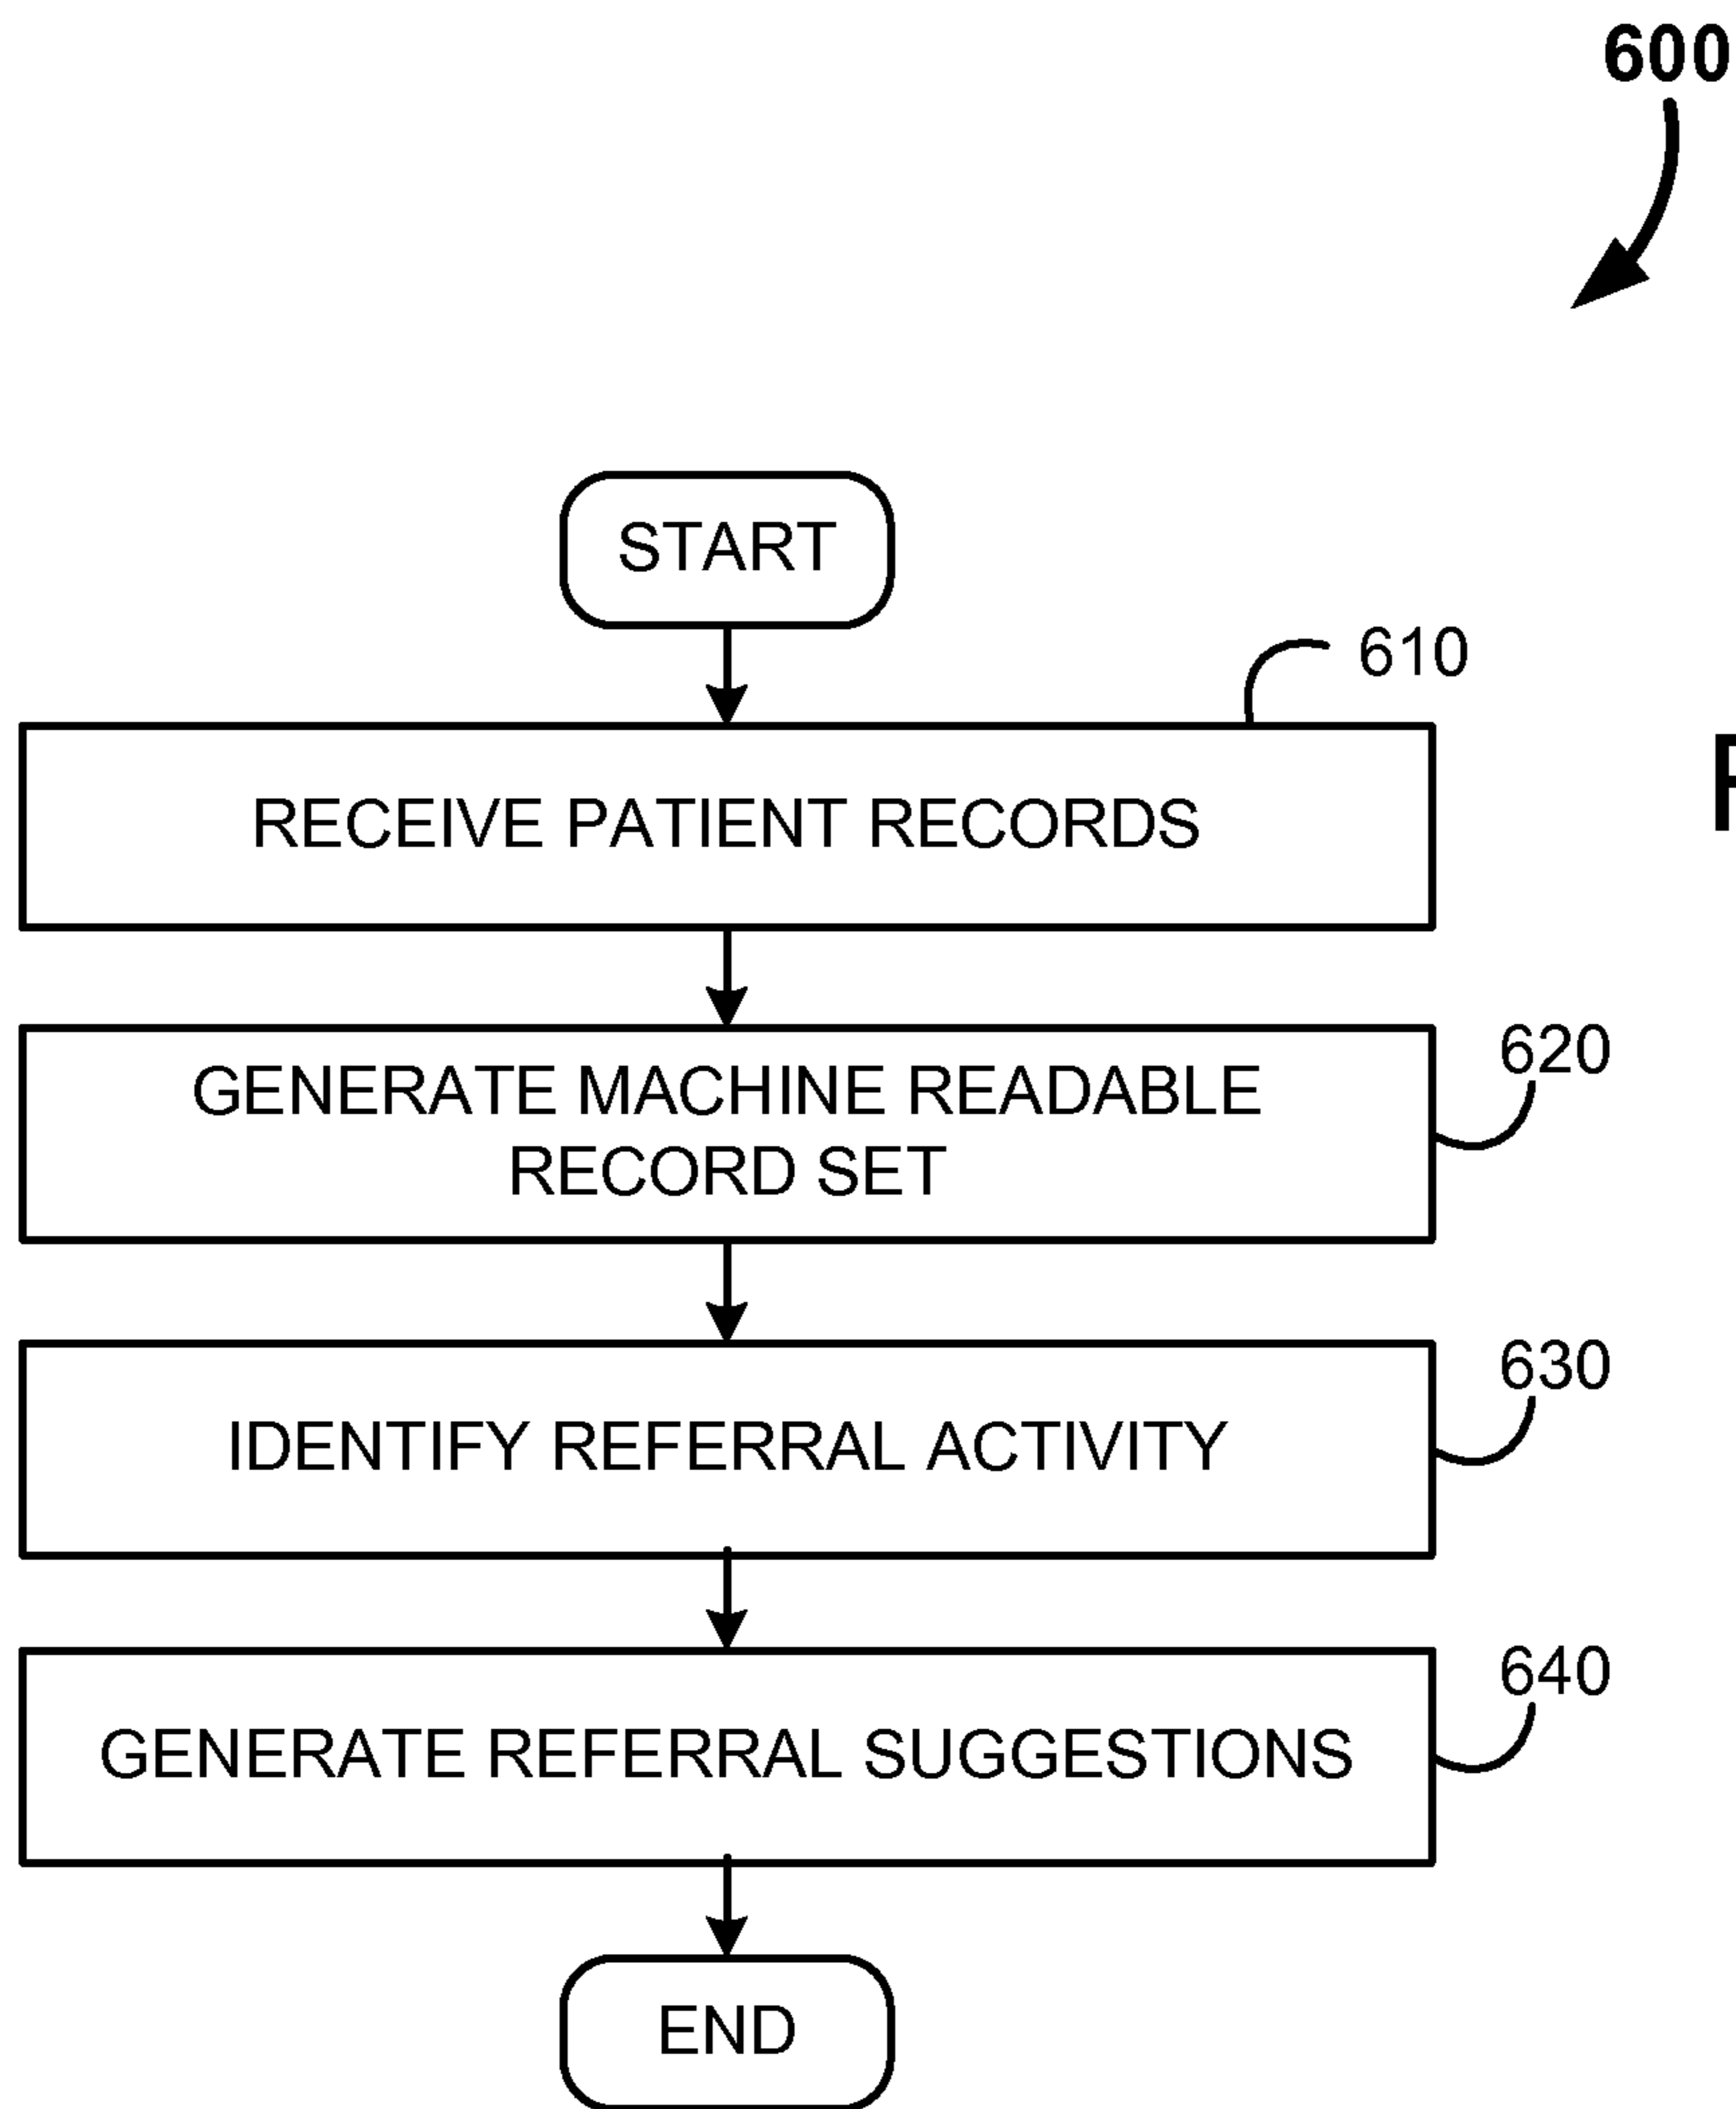 600
START
610
RECEIVE PATIENT RECORDS
620
GENERATE MACHINE READABLE
RECORD SET
630
IDENTIFY REFERRAL ACTIVITY
640
GENERATE REFERRAL SUGGESTIONS
END